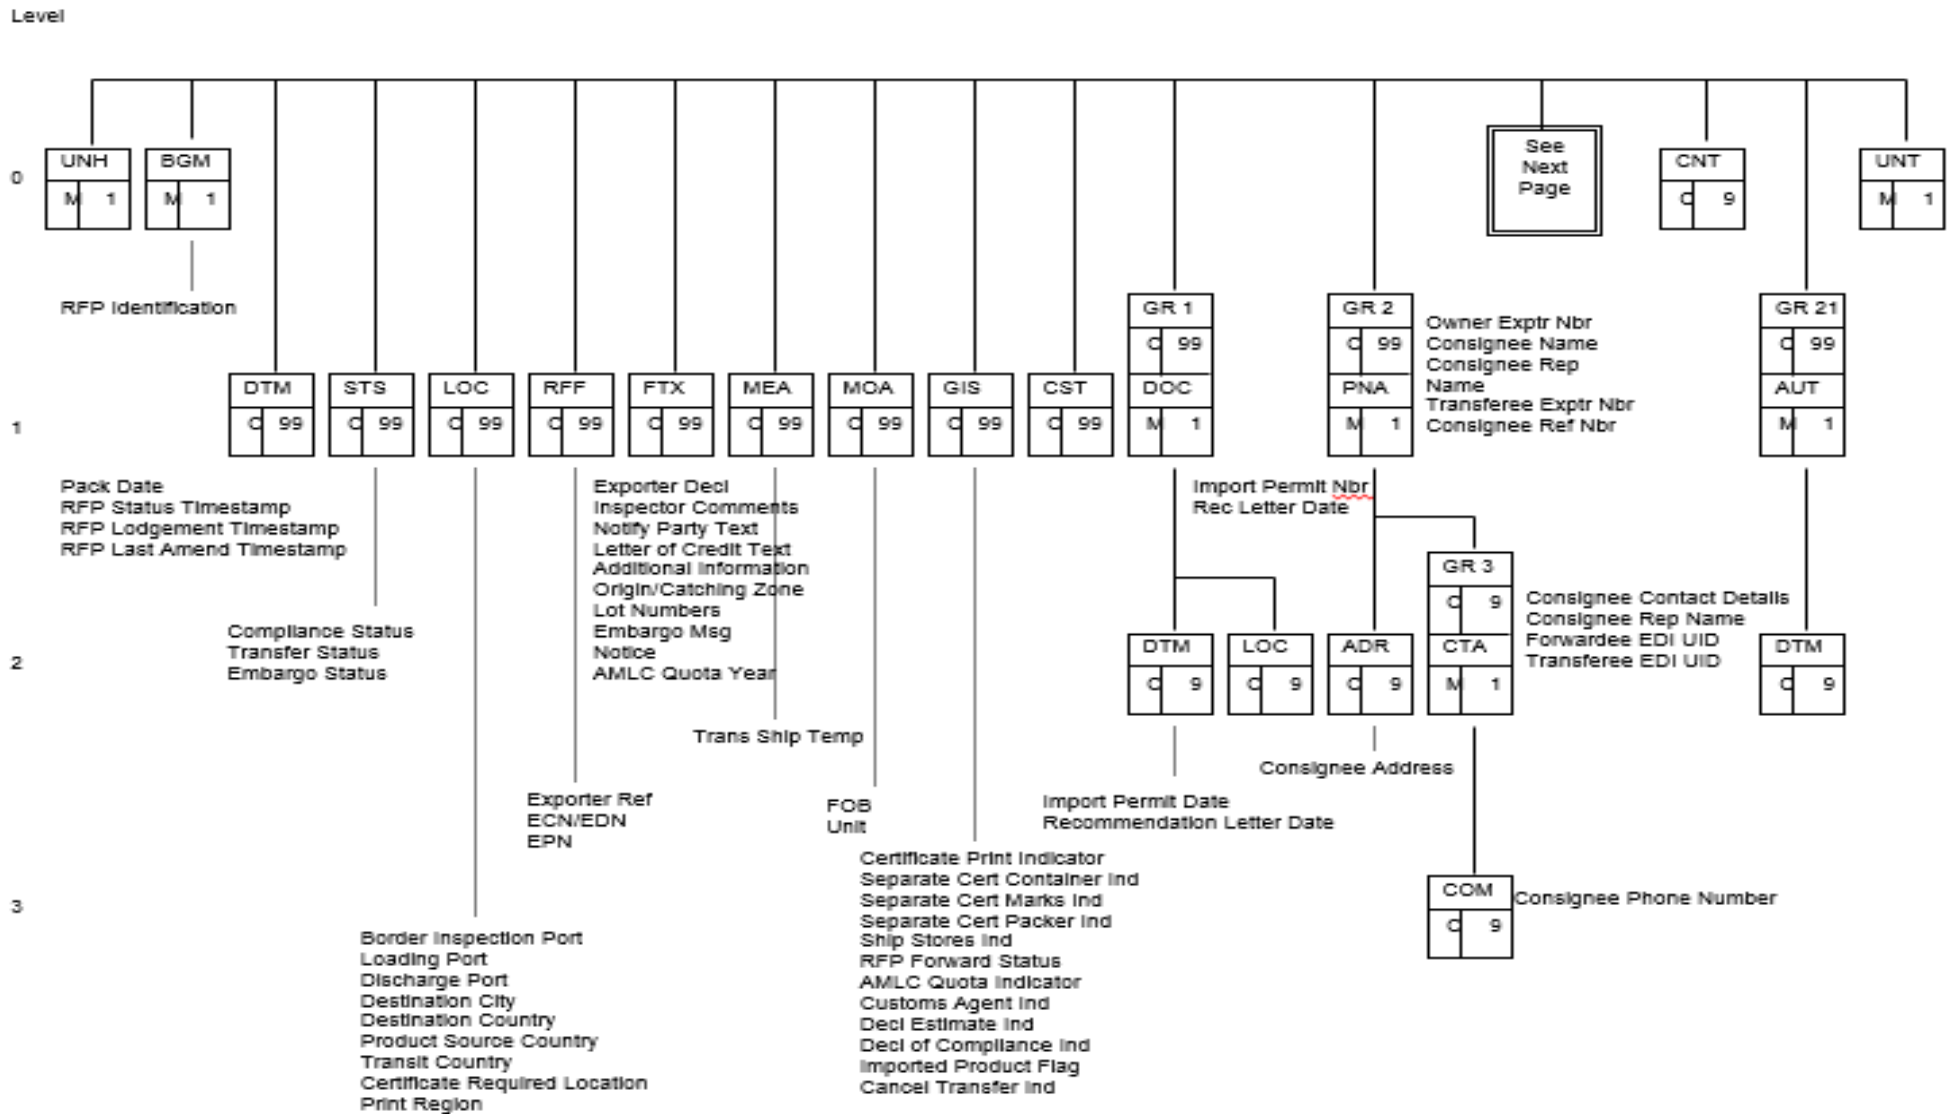 Level
0
UNH
M 1
BGM
M 1
See
Next
Page
CNT
C 9
UNT
M 1
RFP Identification
GR 1
C 99
GR 2
C 99
Owner Exptr Nbr
Consignee Name
Consignee Rep
Name
Transferee Exptr Nbr
Consignee Ref Nbr
GR 21
C 99
1
DTM
C 99
STS
C 99
LOC
C 99
RFF
C 99
FTX
C 99
MEA
C 99
MOA
C 99
GIS
C 99
CST
C 99
DOC
M 1
PNA
M 1
AUT
M 1
Pack Date
RFP Status Timestamp
RFP Lodgement Timestamp
RFP Last Amend Timestamp
Exporter Decl
Inspector Comments
Notify Party Text
Letter of Credit Text
Additional Information
Origin/Catching Zone
Lot Numbers
Embargo Msg
Notice
AMLC Quota Year
Import Permit Nbr
Rec Letter Date
GR 3
C 9
Consignee Contact Details
Consignee Rep Name
Forwardee EDI UID
Transferee EDI UID
Compliance Status
Transfer Status
Embargo Status
2
DTM
C 9
LOC
C 9
ADR
C 9
CTA
M 1
DTM
C 9
Trans Ship Temp
Consignee Address
Exporter Ref
ECN/EDN
EPN
FOB
Unit
Import Permit Date
Recommendation Letter Date
Certificate Print Indicator
Separate Cert Container Ind
Separate Cert Marks Ind
Separate Cert Packer Ind
Ship Stores Ind
RFP Forward Status
AMLC Quota Indicator
Customs Agent Ind
Decl Estimate Ind
Decl of Compliance Ind
Imported Product Flag
Cancel Transfer Ind
3
COM
C 9
Consignee Phone Number
Border Inspection Port
Loading Port
Discharge Port
Destination City
Destination Country
Product Source Country
Transit Country
Certificate Required Location
Print Region